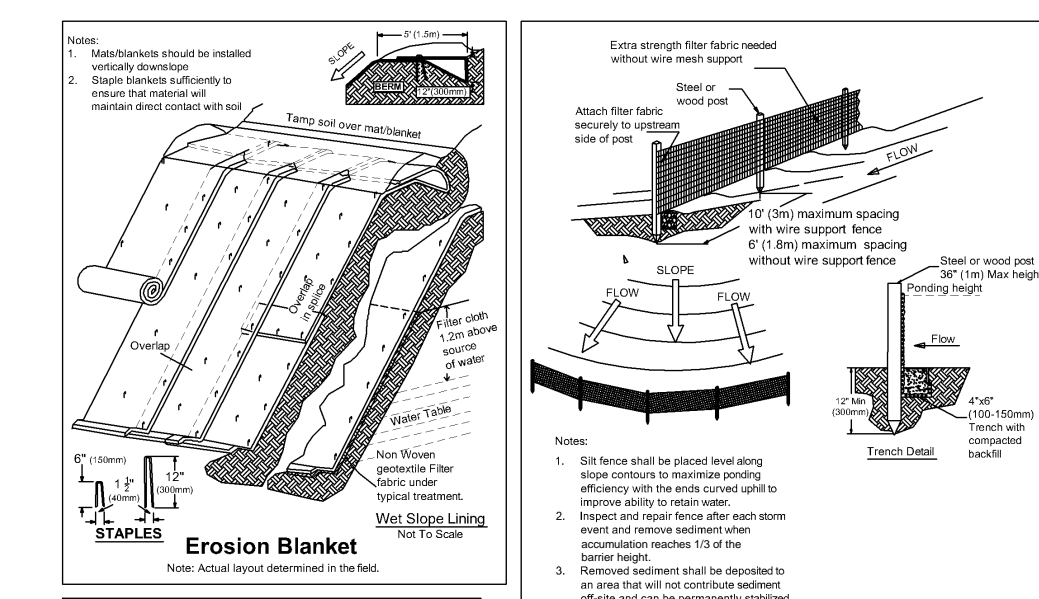 Notes:
1. Mats/blankets should be installed
vertically downslope
2. Staple blankets sufficiently to
ensure that material will
maintain direct contact with soil
SLOPE
5' (1.5m)
BERM
12"(300mm)
Tamp soil over mat/blanket
Overlap
in splice
Overlap
Filter cloth
1.2m above
source
of water
Water Table
Non Woven
geotextile Filter
fabric under
typical treatment.
6" (150mm)
1 ½"
(40mm)
12"
(300mm)
STAPLES
Wet Slope Lining
Not To Scale
Erosion Blanket
Note: Actual layout determined in the field.
Extra strength filter fabric needed
without wire mesh support
Steel or
wood post
Attach filter fabric
securely to upstream
side of post
FLOW
10' (3m) maximum spacing
with wire support fence
6' (1.8m) maximum spacing
without wire support fence
SLOPE
FLOW
FLOW
Steel or wood post
36" (1m) Max heigh
Ponding height
Flow
12" Min
(300mm)
4"x6"
(100-150mm)
Trench with
compacted
backfill
Trench Detail
Notes:
1. Silt fence shall be placed level along
slope contours to maximize ponding
efficiency with the ends curved uphill to
improve ability to retain water.
2. Inspect and repair fence after each storm
event and remove sediment when
accumulation reaches 1/3 of the
barrier height.
3. Removed sediment shall be deposited to
an area that will not contribute sediment
off-site and can be permanently stabilized